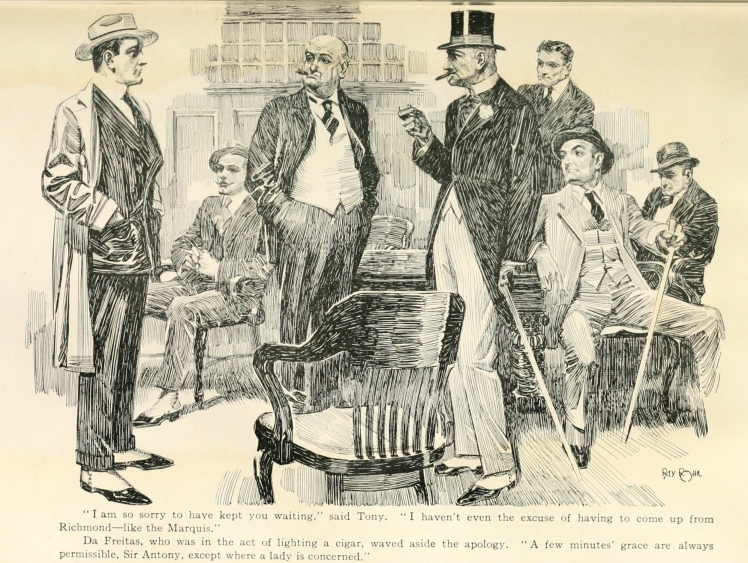 RAY ROHN
"I am so sorry to have kept you waiting," said Tony. "I haven't even the excuse of having to come up from
Richmond—like the Marquis."
Da Freitas, who was in the act of lighting a cigar, waved aside the apology. "A few minutes' grace are always
permissible, Sir Antony, except where a lady is concerned."